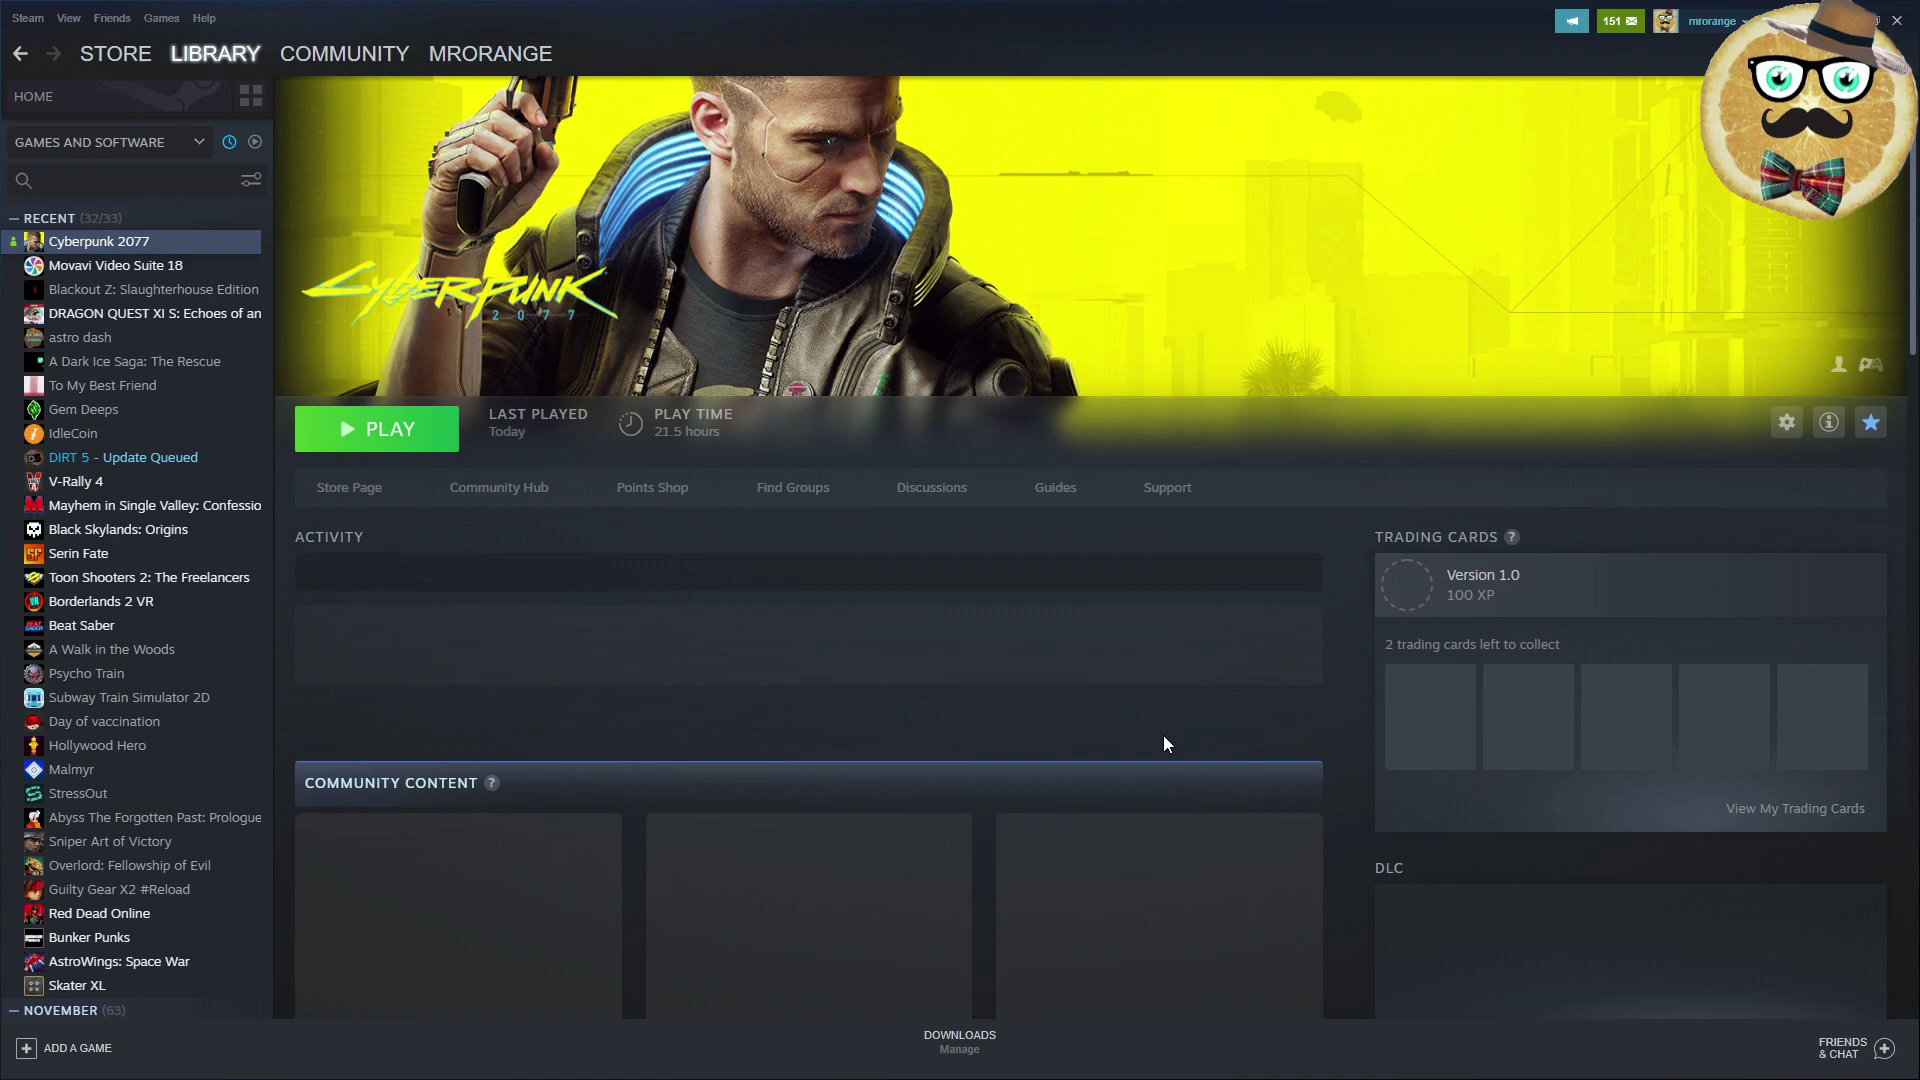 Steam View Friends Games Help
151
mrorange
STORE LIBRARY COMMUNITY MRORANGE
HOME
GAMES AND SOFTWARE
RECENT (32/33)
Cyberpunk 2077
Movavi Video Suite 18
Blackout Z: Slaughterhouse Edition
DRAGON QUEST XI S: Echoes of an
astro dash
A Dark Ice Saga: The Rescue
To My Best Friend
Gem Deeps
IdleCoin
DIRT 5 - Update Queued
V-Rally 4
Mayhem in Single Valley: Confessio
Black Skylands: Origins
Serin Fate
Toon Shooters 2: The Freelancers
Borderlands 2 VR
Beat Saber
A Walk in the Woods
Psycho Train
Subway Train Simulator 2D
Day of vaccination
Hollywood Hero
Malmyr
StressOut
Abyss The Forgotten Past: Prologue
Sniper Art of Victory
Overlord: Fellowship of Evil
Guilty Gear X2 #Reload
Red Dead Online
Bunker Punks
AstroWings: Space War
Skater XL
NOVEMBER (63)
ADD A GAME
CYBERPUNK
2077
PLAY
LAST PLAYED
Today
PLAY TIME
21.5 hours
Store Page Community Hub Points Shop Find Groups Discussions Guides Support
ACTIVITY
COMMUNITY CONTENT ?
TRADING CARDS ?
Version 1.0
100 XP
2 trading cards left to collect
View My Trading Cards
DLC
DOWNLOADS
Manage
FRIENDS
& CHAT